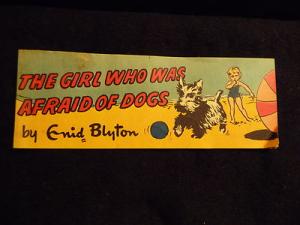 THE GIRL WHO WAS
AFRAID OF DOGS
by Enid Blyton